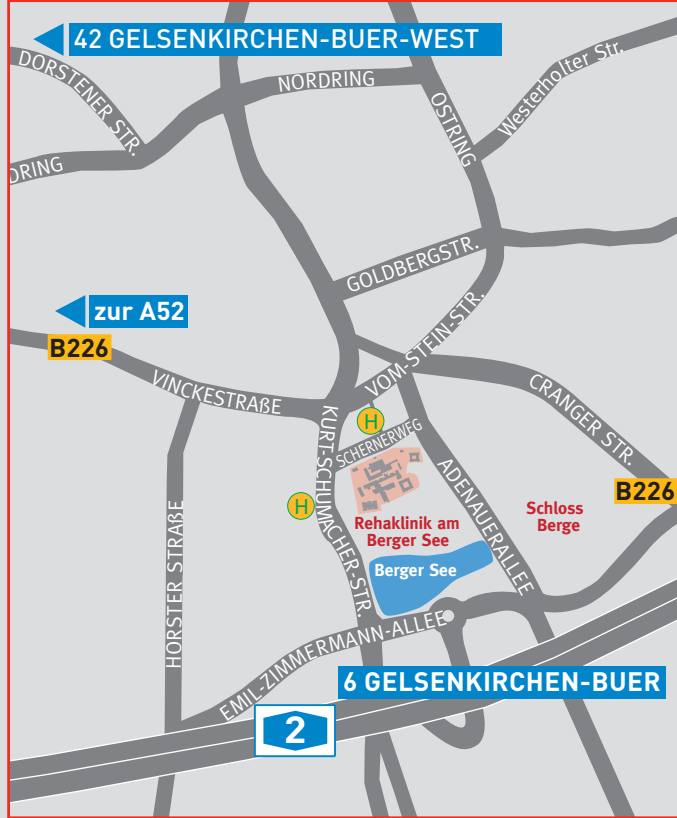 42 GELSENKIRCHEN-BUER-WEST
DORSTENER STR.
NORDRING
OSTRING
Westerholter Str.
DRING
GOLDBERGSTR.
zur A52
B226
VINCKESTRAßE
VOM-STEIN-STR.
CRANGER STR.
H
SCHERNERWEG
KURT-SCHUMACHER-STR.
ADENAUERALLEE
B226
H
Rehaklinik am
Berger See
Schloss
Berge
Berger See
HORSTER STRAßE
EMIL-ZIMMERMANN-ALLEE
6 GELSENKIRCHEN-BUER
2